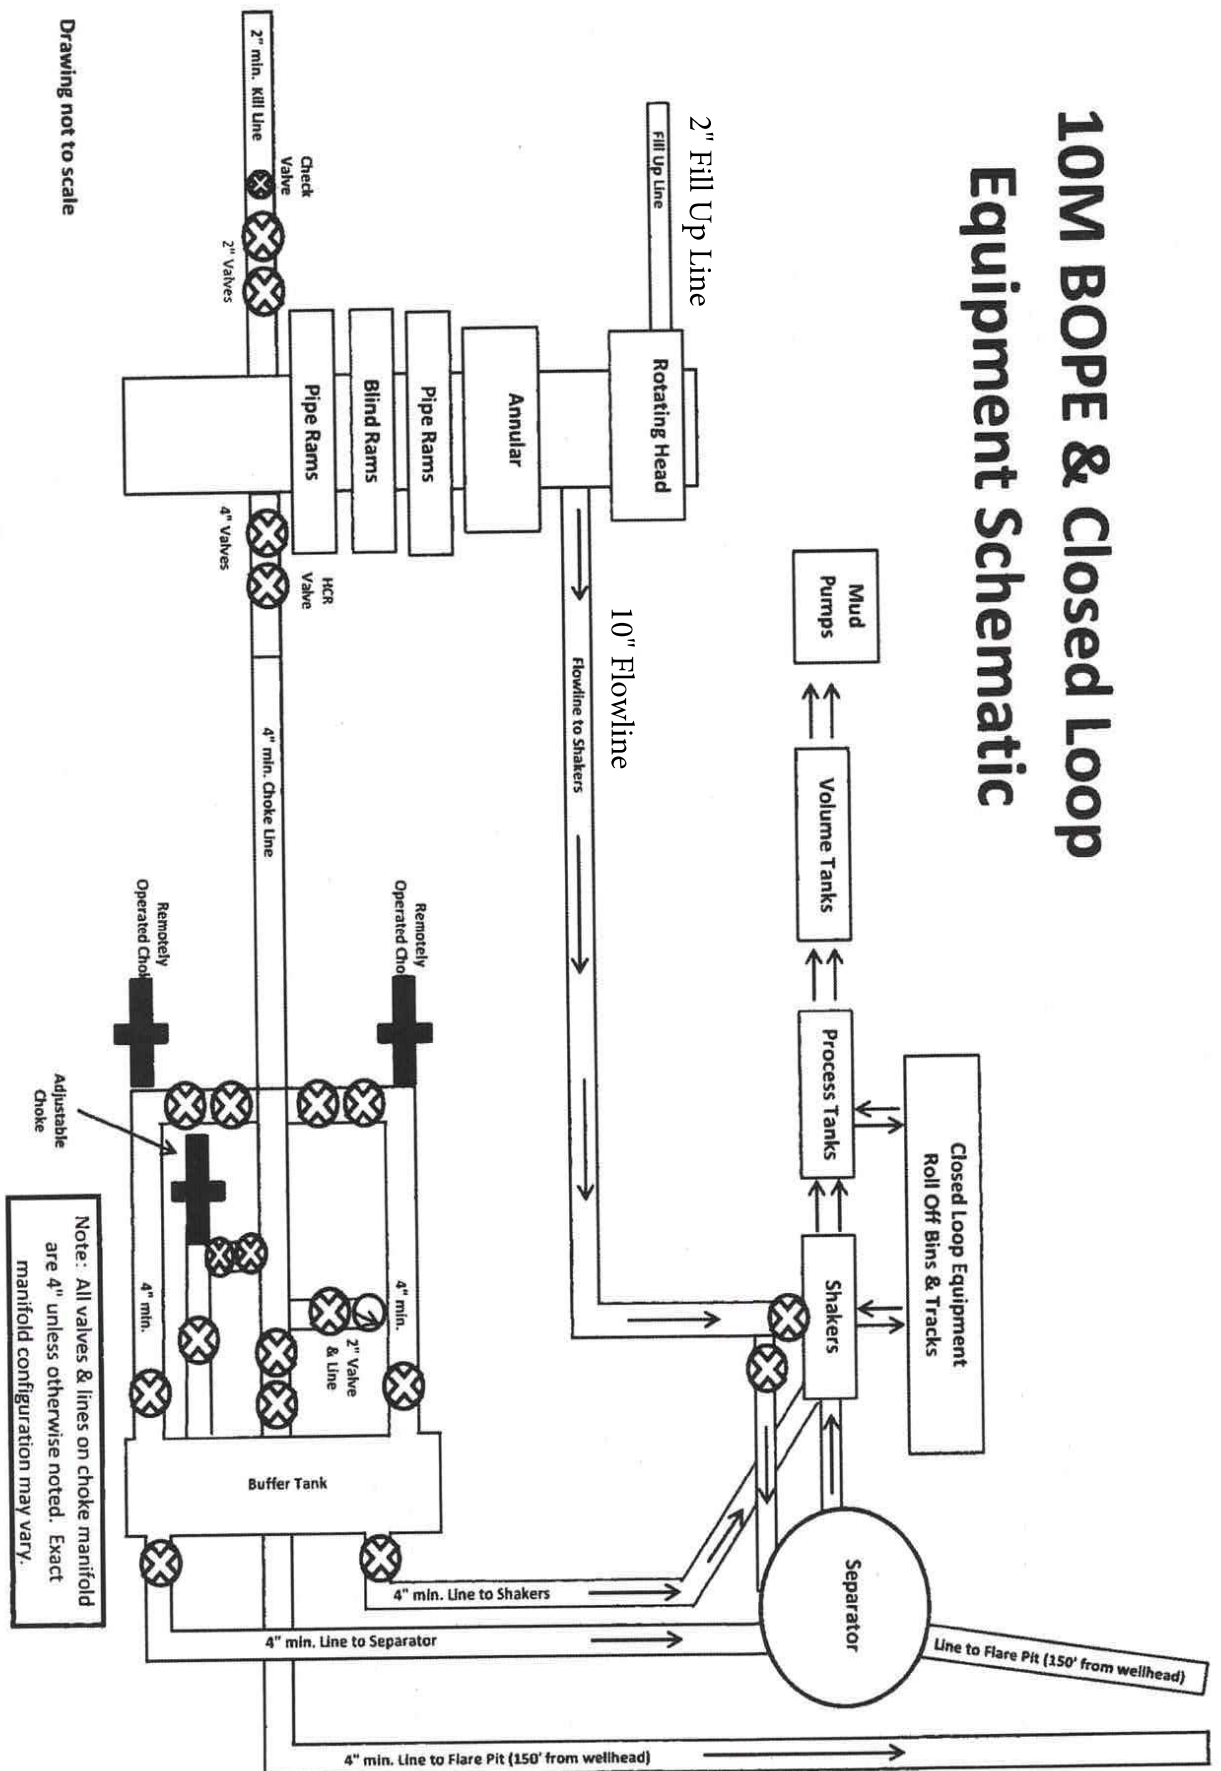 10M BOPE & Closed Loop
Equipment Schematic
2" Fill Up Line
Fill Up Line
Rotating Head
10" Flowline
Flowline to Shakers
Annular
Pipe Rams
Blind Rams
Pipe Rams
Mud
Pumps
Volume Tanks
Process Tanks
Shakers
Closed Loop Equipment
Roll Off Bins & Tracks
Separator
Line to Flare Pit (150' from wellhead)
2" min. Kill Line
Check
Valve
2" Valves
4" Valves
HCR
Valve
4" min. Choke Line
Remotely
Operated Cho
Remotely
Operated Chok
Adjustable
Choke
4" min.
2" Valve
& Line
4" min.
Buffer Tank
4" min. Line to Shakers
4" min. Line to Separator
4" min. Line to Flare Pit (150' from wellhead)
Note: All valves & lines on choke manifold
are 4" unless otherwise noted. Exact
manifold configuration may vary.
Drawing not to scale